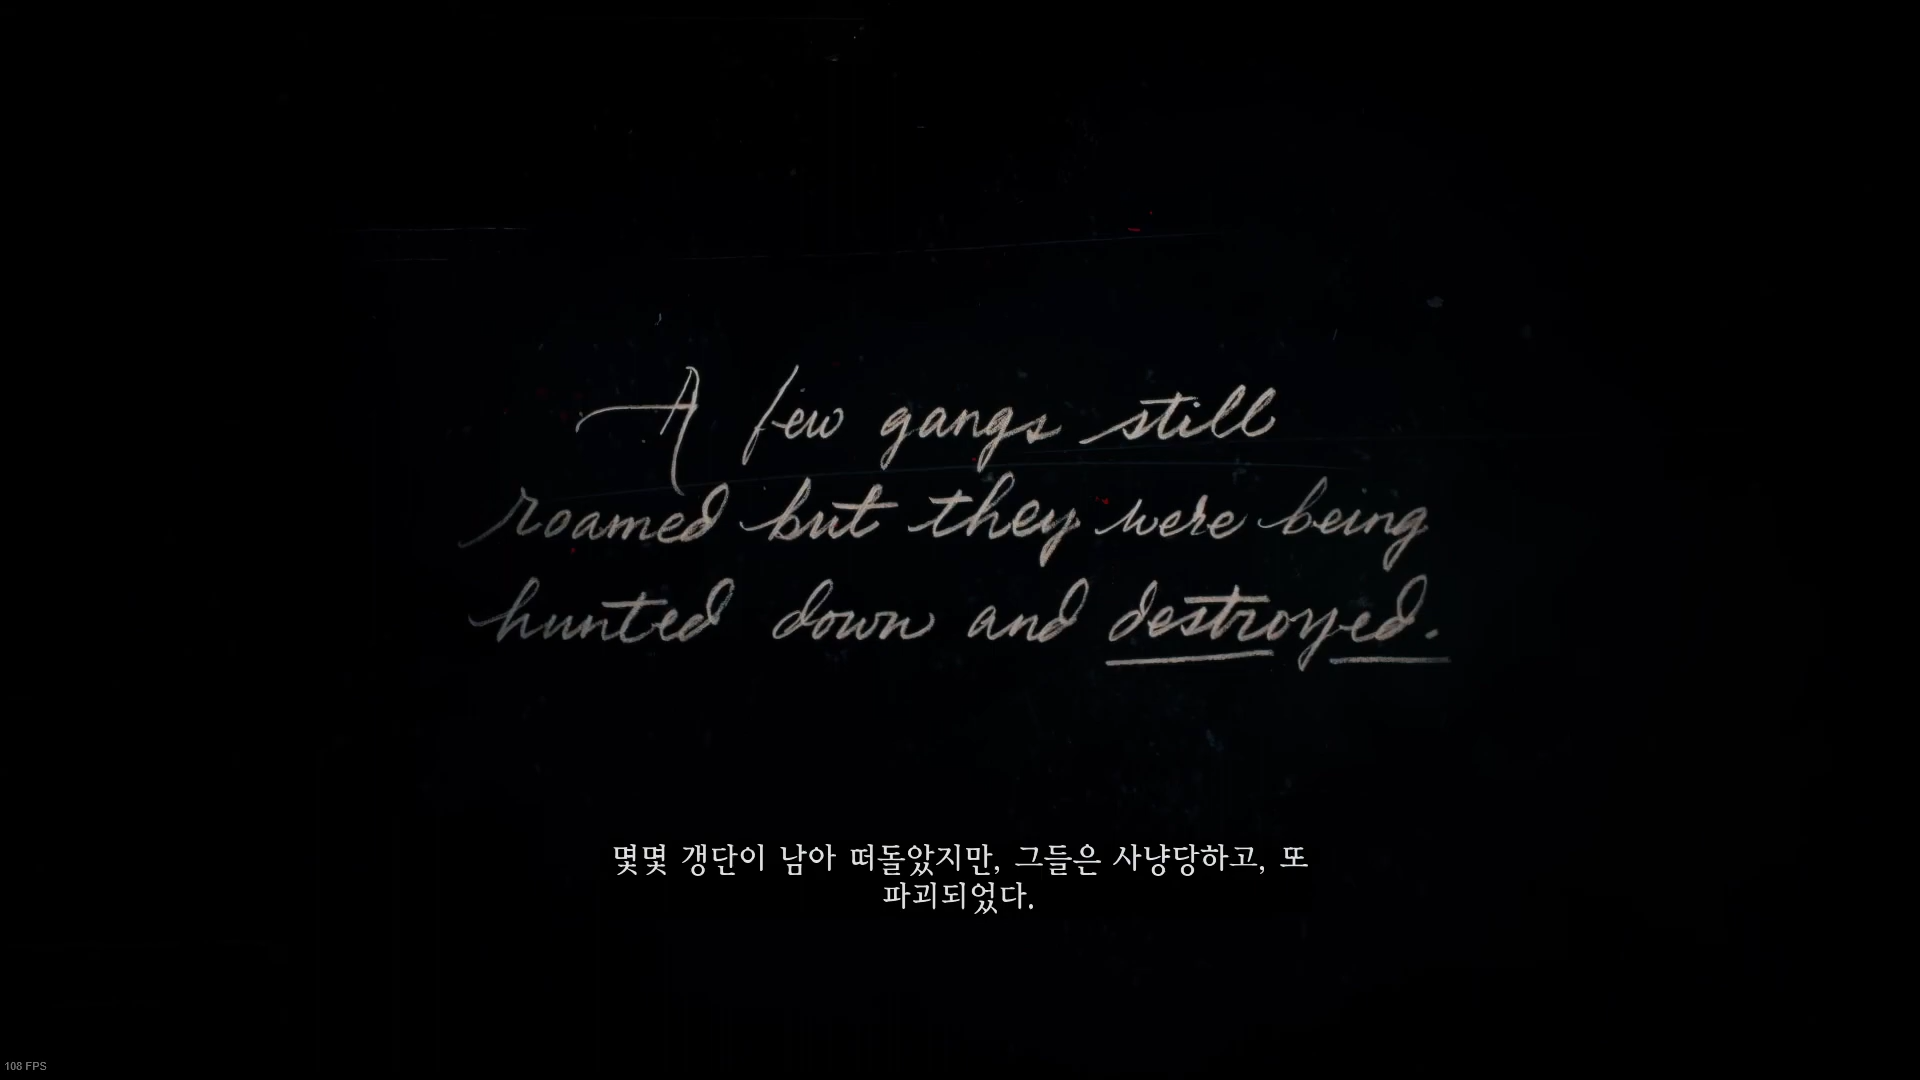 A few gangs still
roamed but they were being
hunted down and destroyed.
몇몇 갱단이 남아 떠돌았지만, 그들은 사냥당하고, 또
파괴되었다.
108 FPS